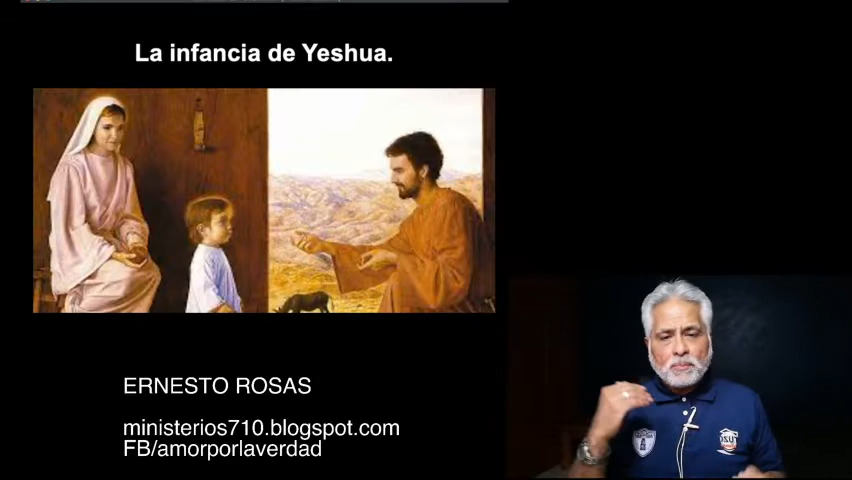 La infancia de Yeshua.
ERNESTO ROSAS
ministerios710.blogspot.com
FB/amorporlaverdad